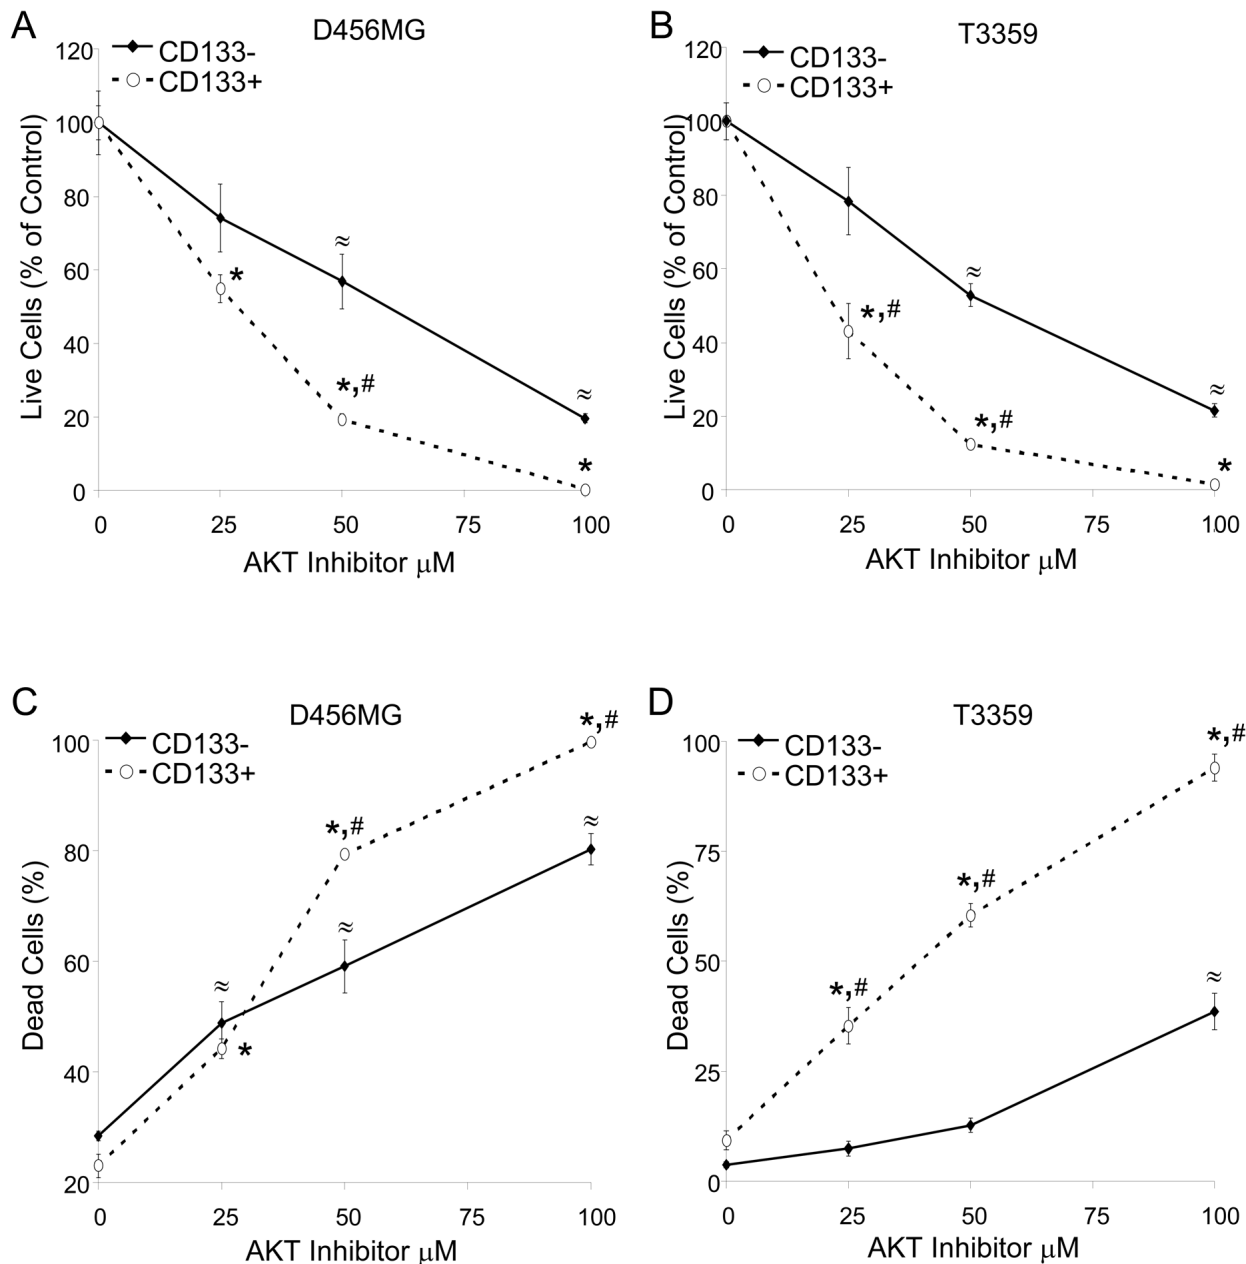 A
D456MG
CD133-
CD133+
120
100
80
60
40
20
0
Live Cells (% of Control)
≈
≈
*
*,#
*
0 25 50 75 100
AKT Inhibitor μM
B
T3359
CD133-
CD133+
120
100
80
60
40
20
0
Live Cells (% of Control)
≈
≈
*,#
*,#
*
0 25 50 75 100
AKT Inhibitor μM
C
D456MG
CD133-
CD133+
100
80
60
40
20
Dead Cells (%)
*,#
*,#
≈
≈
≈
*
0 25 50 75 100
AKT Inhibitor μM
D
T3359
CD133-
CD133+
100
75
50
25
0
Dead Cells (%)
*,#
*,#
*,#
≈
0 25 50 75 100
AKT Inhibitor μM